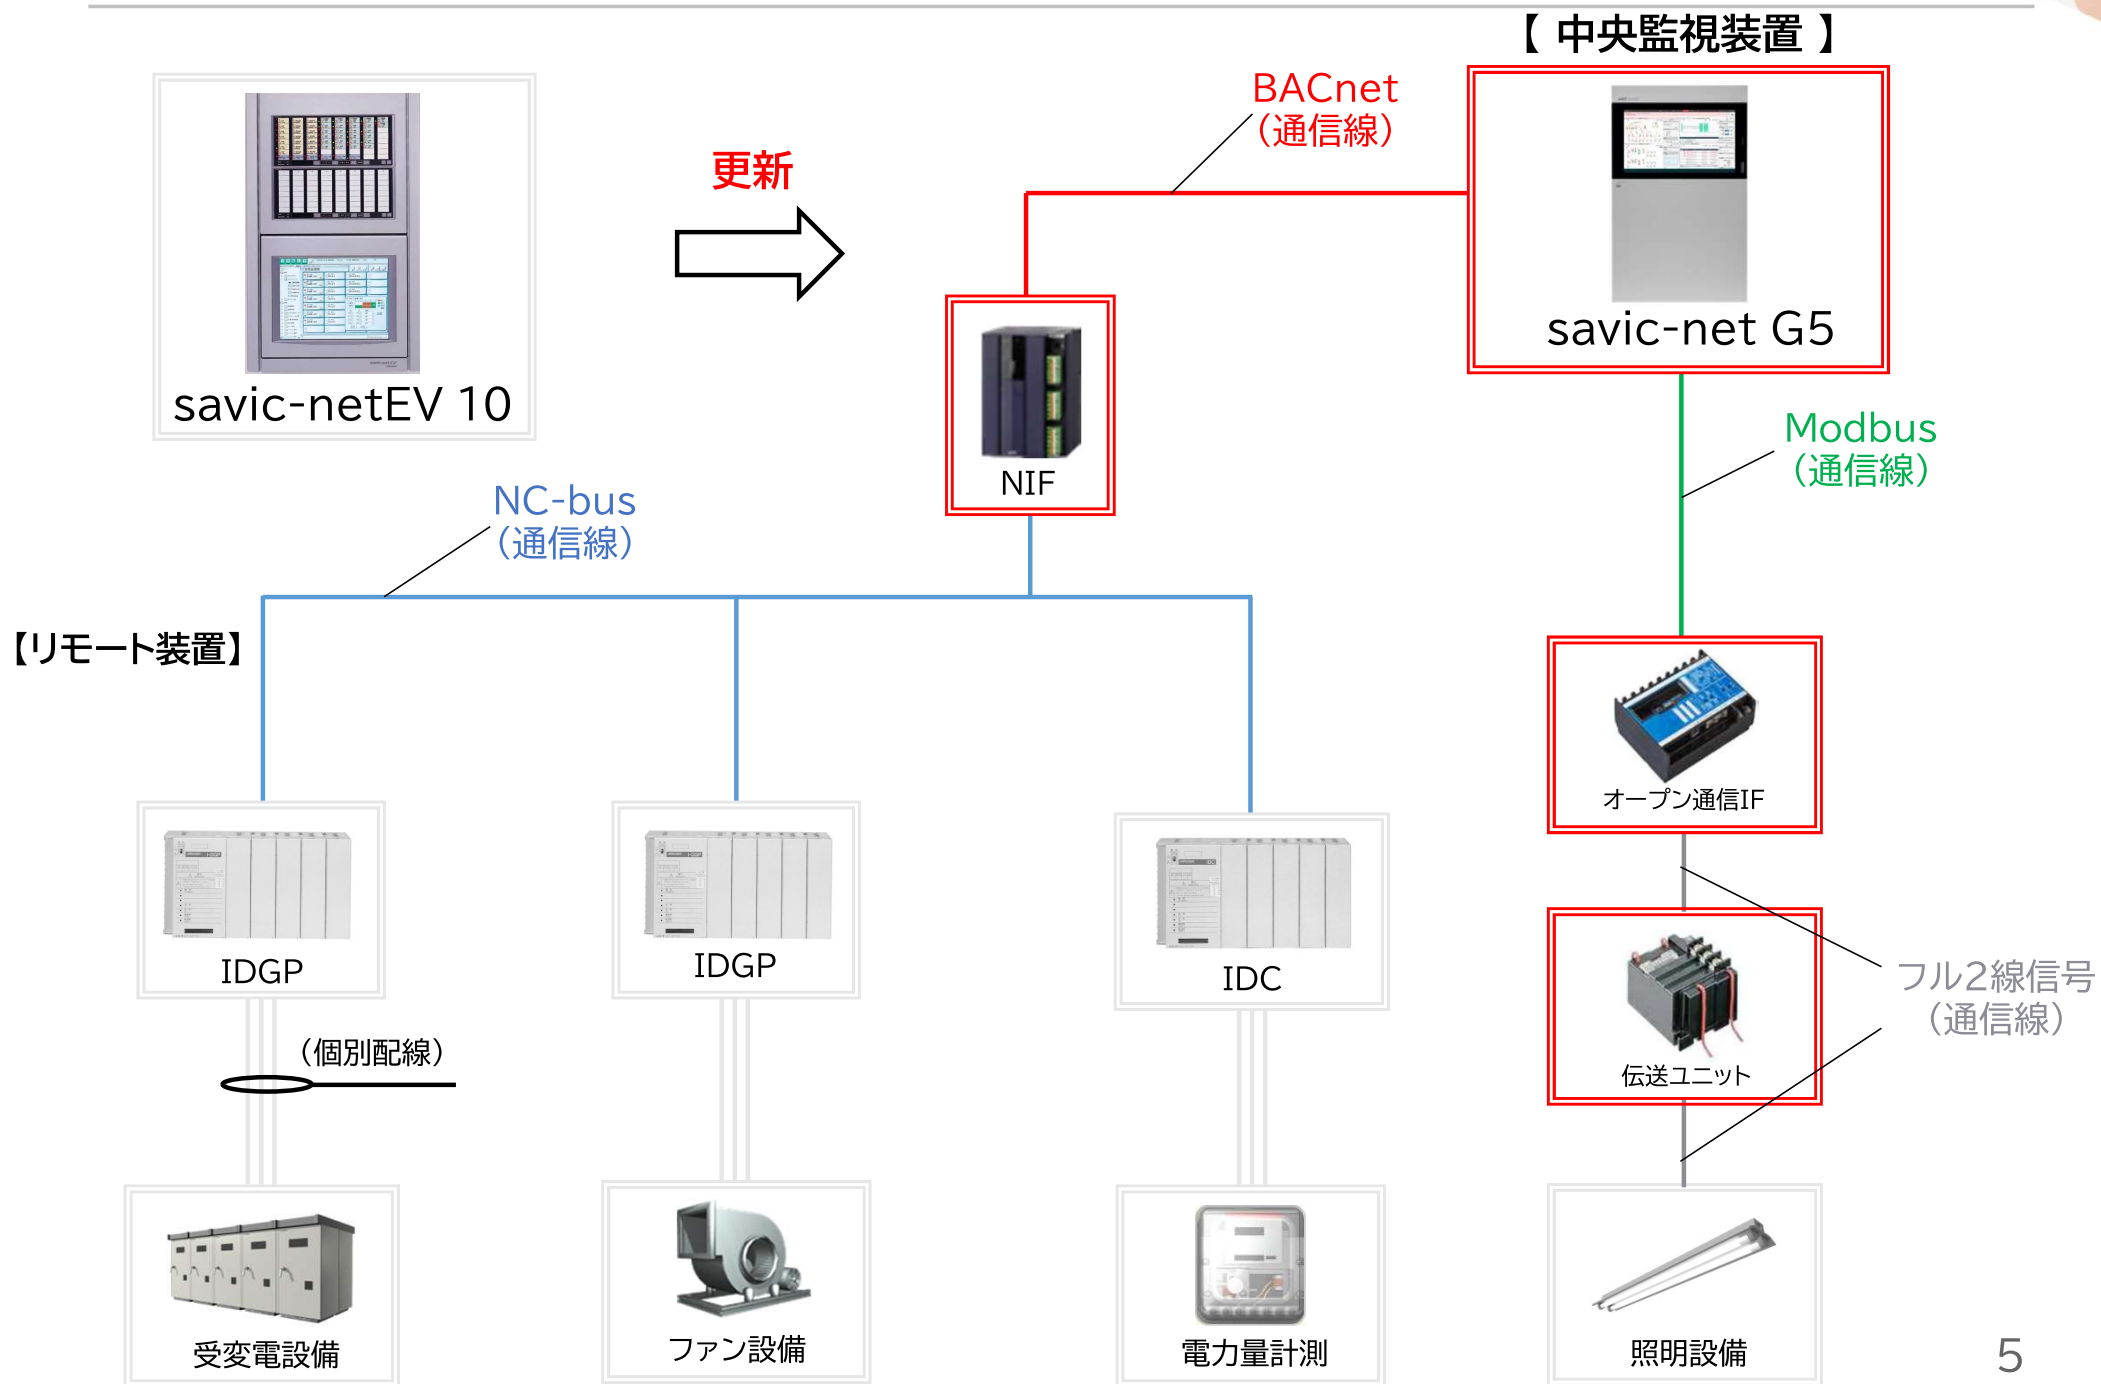 【 中央監視装置 】
BACnet
（通信線）
更新
savic-net G5
savic-netEV 10
Modbus
（通信線）
NIF
NC-bus
（通信線）
【リモート装置】
オープン通信IF
IDGP
IDGP
IDC
フル2線信号
（通信線）
（個別配線）
伝送ユニット
受変電設備
ファン設備
電力量計測
照明設備
5